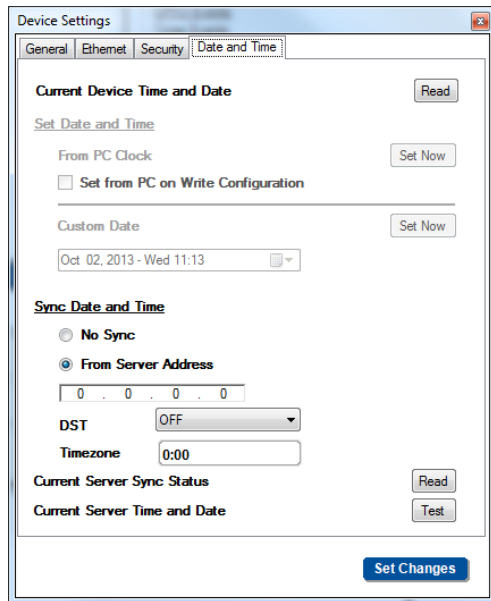 Device Settings
General Ethernet Security Date and Time
Current Device Time and Date Read
Set Date and Time
From PC Clock Set Now
Set from PC on Write Configuration
Custom Date Set Now
Oct 02, 2013 - Wed 11:13
Sync Date and Time
No Sync
From Server Address
0 . 0 . 0 . 0
DST OFF
Timezone 0:00
Current Server Sync Status Read
Current Server Time and Date Test
Set Changes